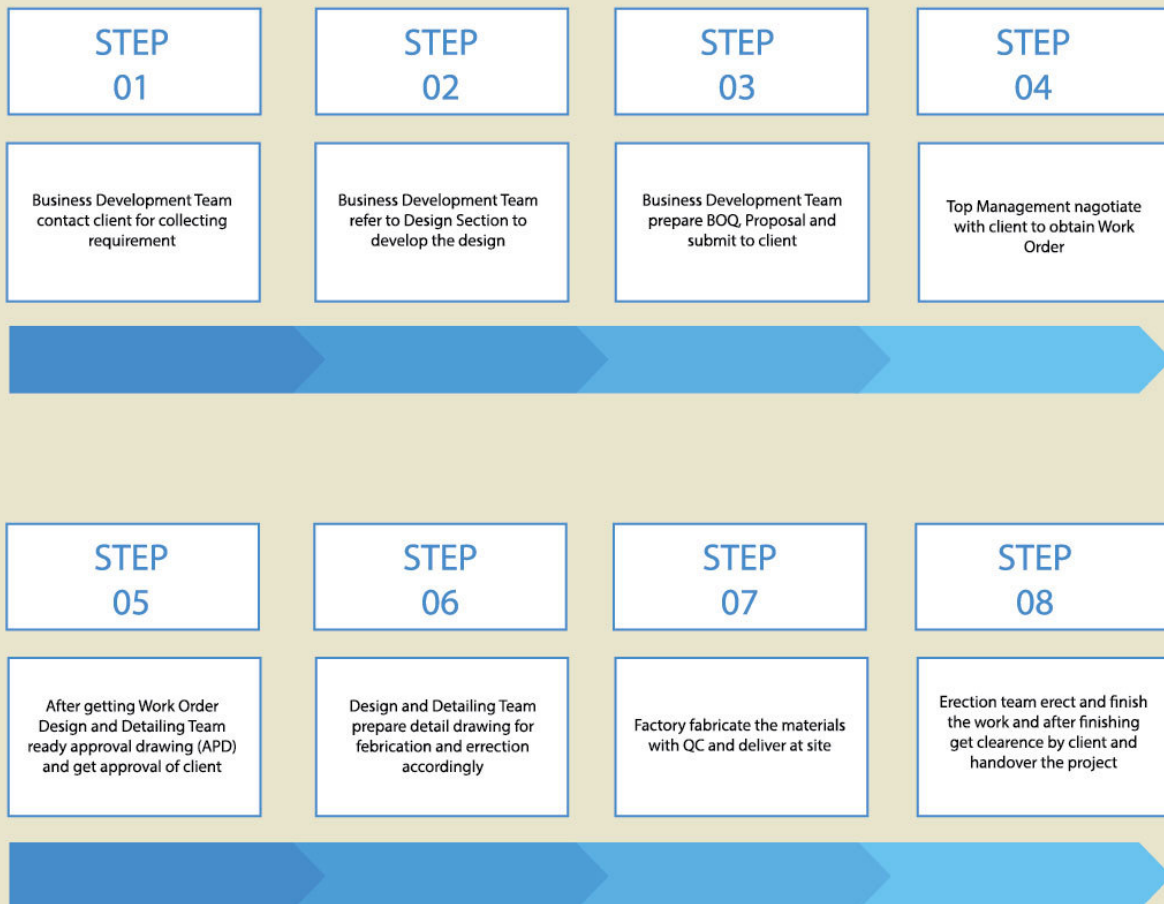 STEP
01
STEP
02
STEP
03
STEP
04
Business Development Team
contact client for collecting
requirement
Business Development Team
refer to Design Section to
develop the design
Business Development Team
prepare BOQ, Proposal and
submit to client
Top Management nagotiate
with client to obtain Work
Order
STEP
05
STEP
06
STEP
07
STEP
08
After getting Work Order
Design and Detailing Team
ready approval drawing (APD)
and get approval of client
Design and Detailing Team
prepare detail drawing for
febrication and errection
accordingly
Factory fabricate the materials
with QC and deliver at site
Erection team erect and finish
the work and after finishing
get clearence by client and
handover the project